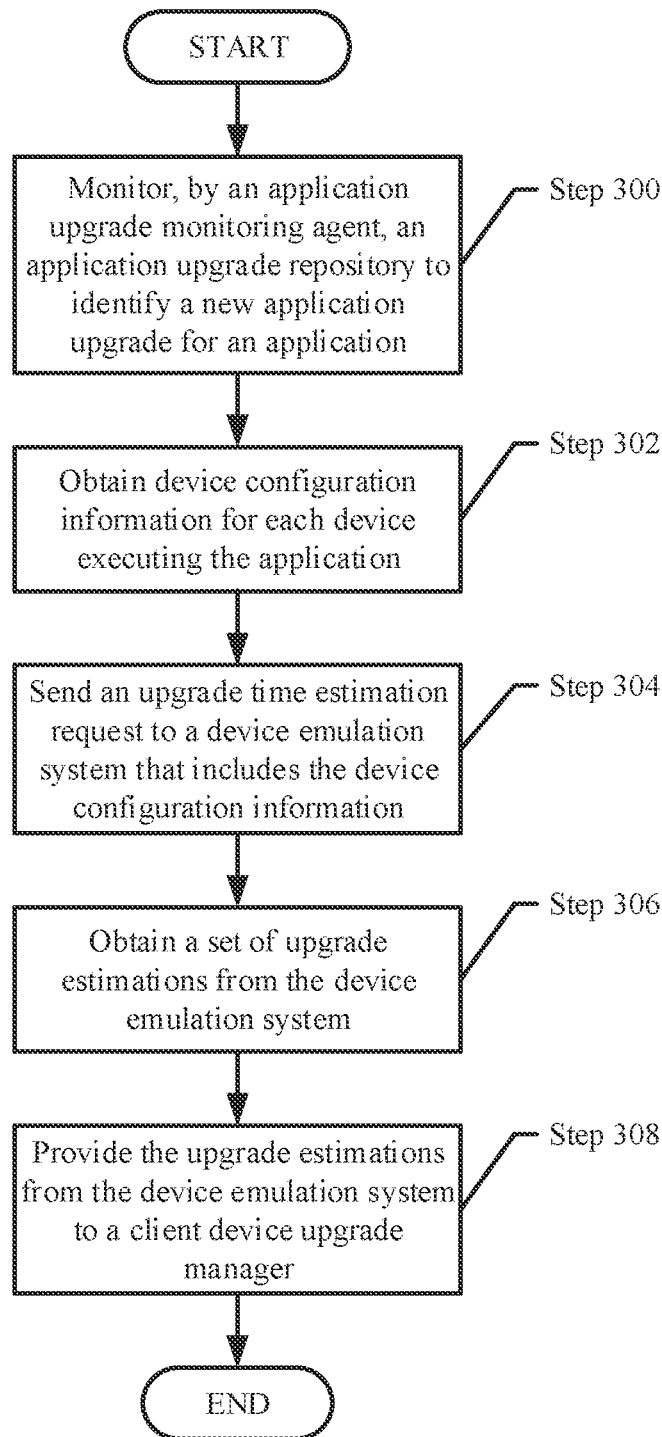 START
Monitor, by an application
upgrade monitoring agent, an
application upgrade repository to
identify a new application
upgrade for an application
Step 300
Obtain device configuration
information for each device
executing the application
Step 302
Send an upgrade time estimation
request to a device emulation
system that includes the device
configuration information
Step 304
Obtain a set of upgrade
estimations from the device
emulation system
Step 306
Provide the upgrade estimations
from the device emulation system
to a client device upgrade
manager
Step 308
END